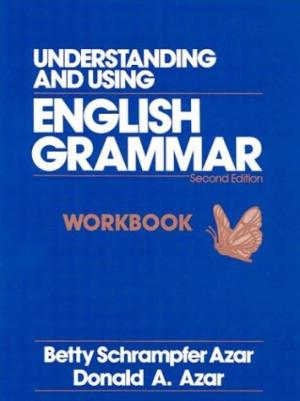 UNDERSTANDING
AND USING
ENGLISH
GRAMMAR
Second Edition
WORKBOOK
Betty Schrampfer Azar
Donald A. Azar